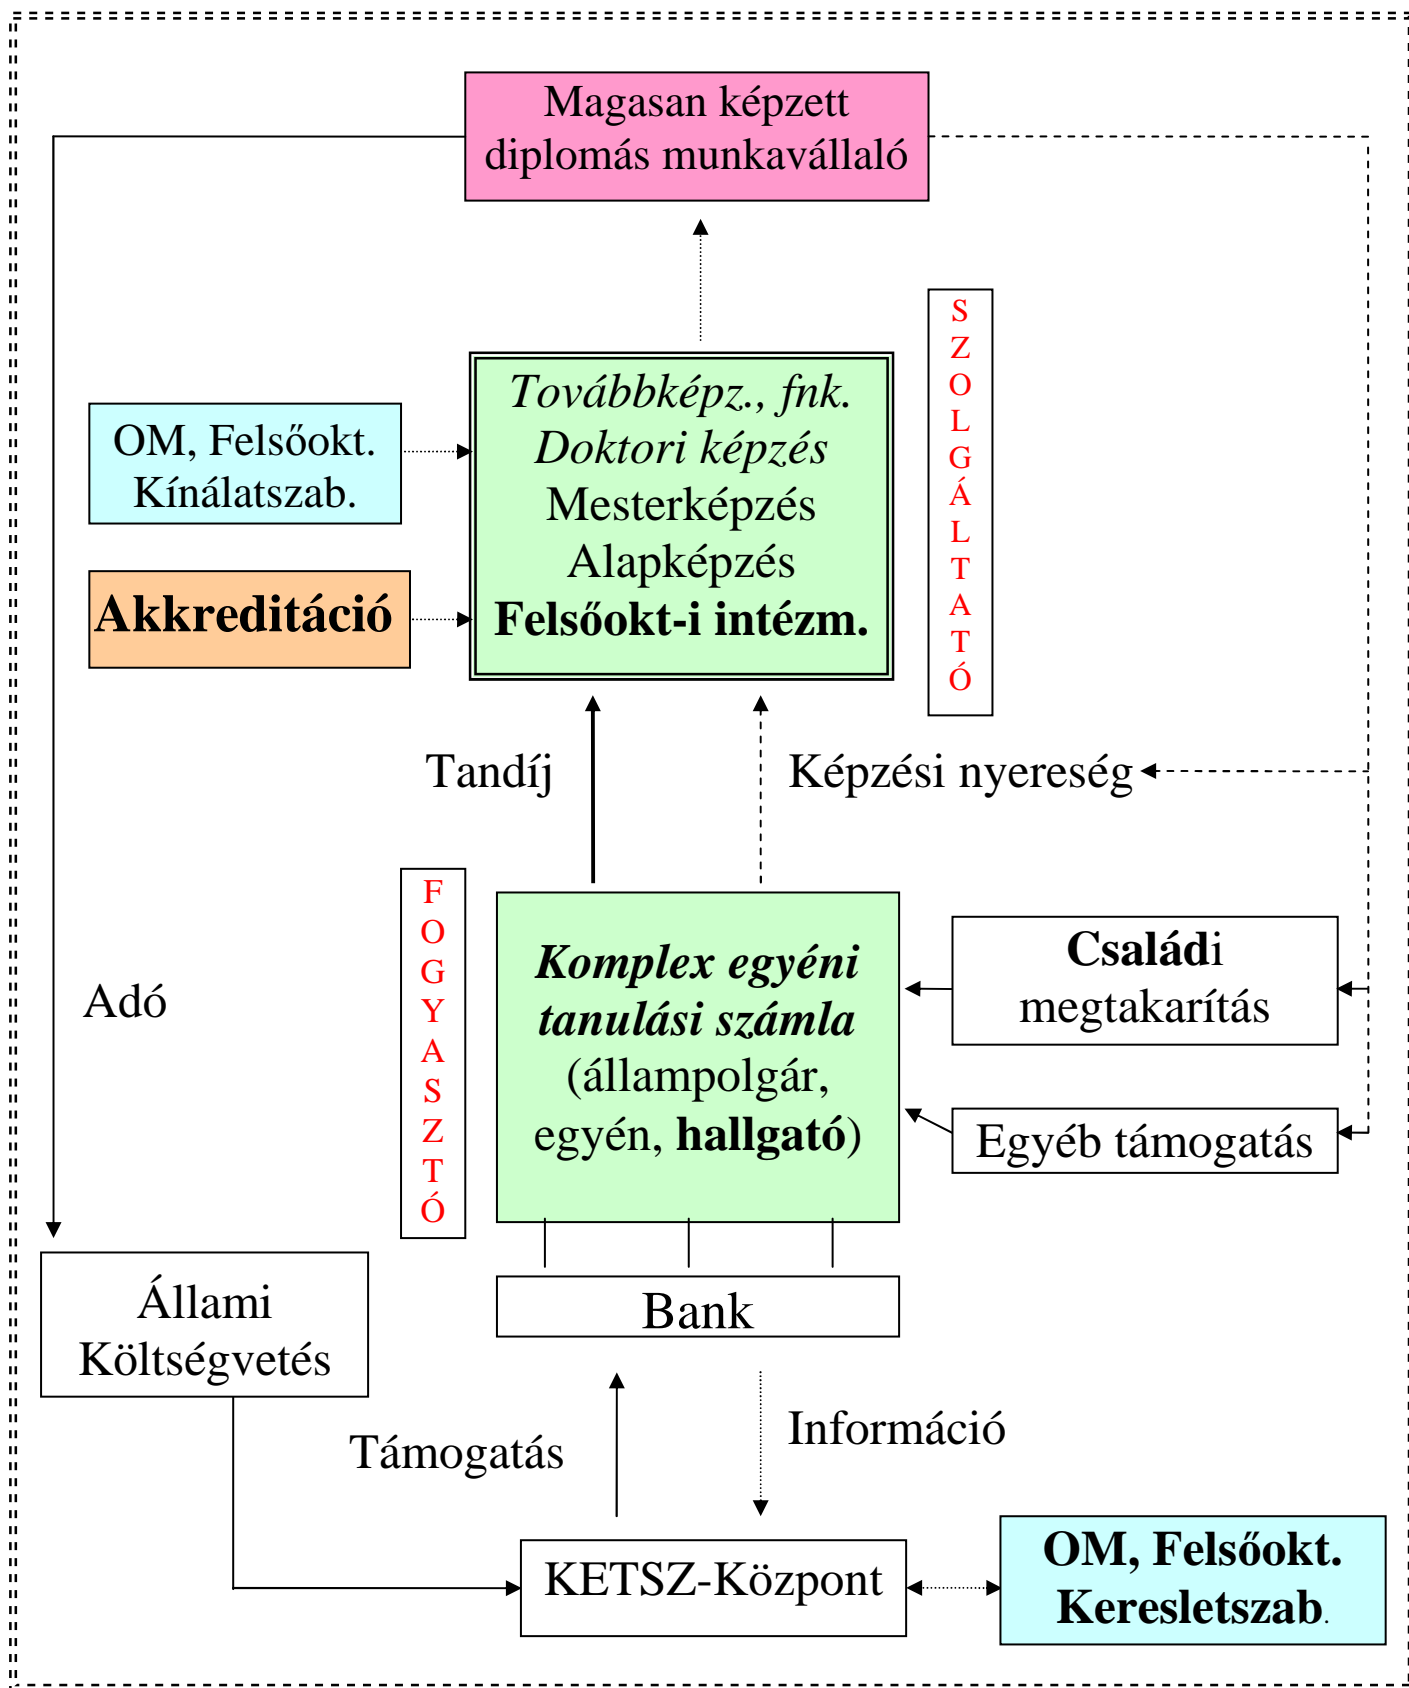 Magasan képzett
diplomás munkavállaló
SZOLGÁLTATÓ
Továbbképz., fnk.
Doktori képzés
Mesterképzés
Alapképzés
Felsőokt-i intézm.
OM, Felsőokt.
Kínálatszab.
Akkreditáció
Tandíj
Képzési nyereség
FOGYASZTÓ
Komplex egyéni
tanulási számla
(állampolgár,
egyén, hallgató)
Családi
megtakarítás
Adó
Egyéb támogatás
Állami
Költségvetés
Bank
Támogatás
Információ
KETSZ-Központ
OM, Felsőokt.
Keresletszab.